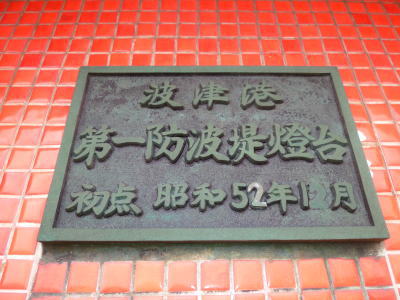 波津港
第一防波堤燈台
初点 昭和52年12月